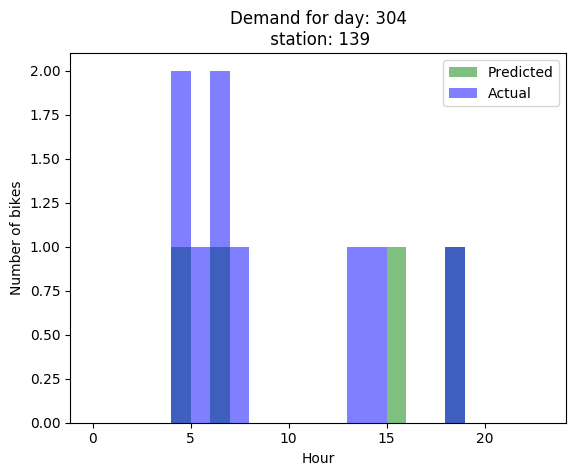 Demand for day: 304
station: 139
Predicted
Actual
2.00
1.75
1.50
1.25
1.00
0.75
0.50
0.25
0.00
Number of bikes
0 5 10 15 20
Hour